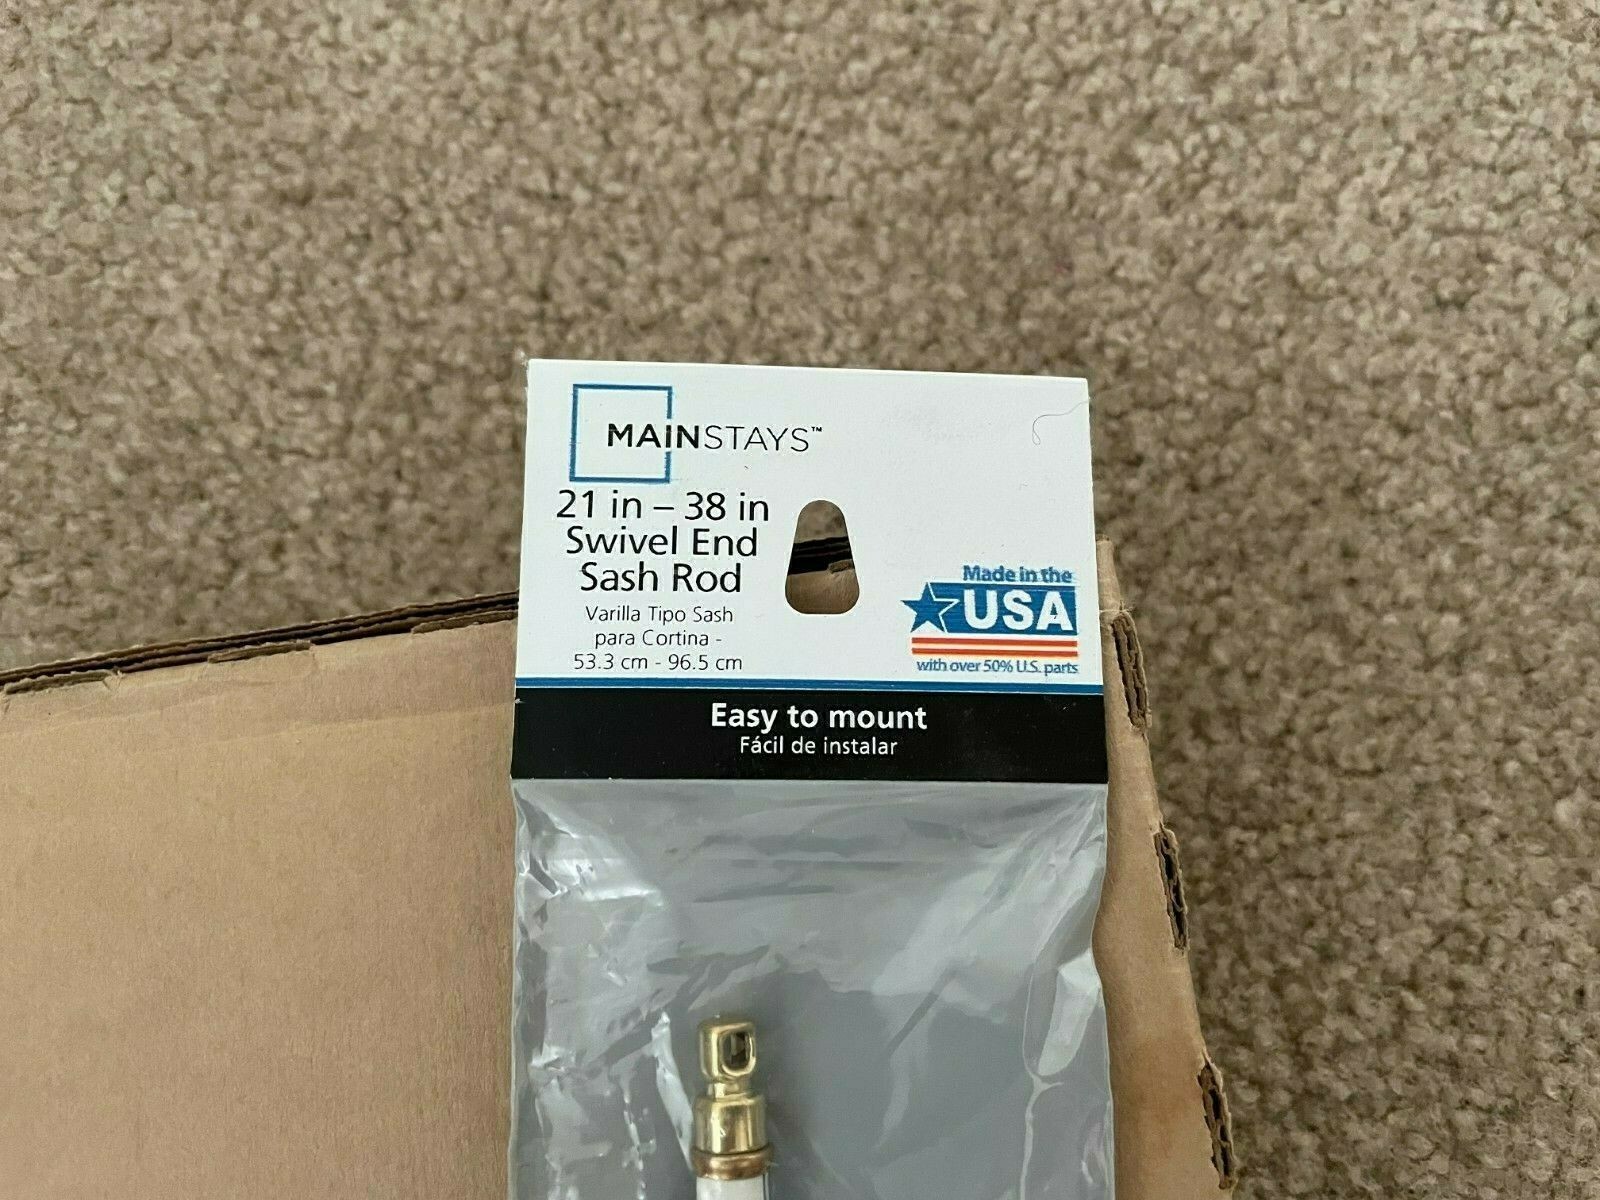 MAINSTAYS™
21 in – 38 in
Swivel End
Sash Rod
Varilla Tipo Sash
para Cortina -
53.3 cm - 96.5 cm
Made in the
USA
with over 50% U.S. parts
Easy to mount
Fácil de instalar